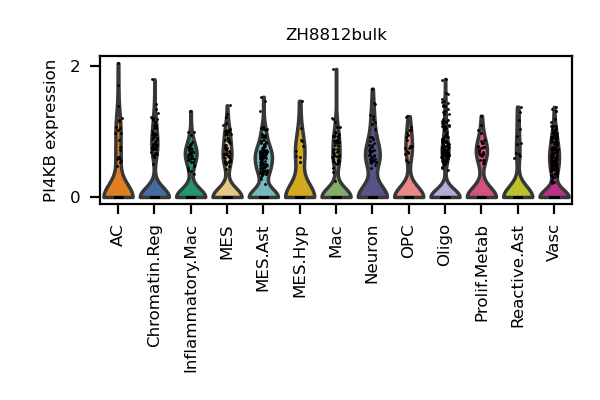 ZH8812bulk
PI4KB expression
2
0
AC
Chromatin.Reg
Inflammatory.Mac
MES
MES.Ast
MES.Hyp
Mac
Neuron
OPC
Oligo
Prolif.Metab
Reactive.Ast
Vasc